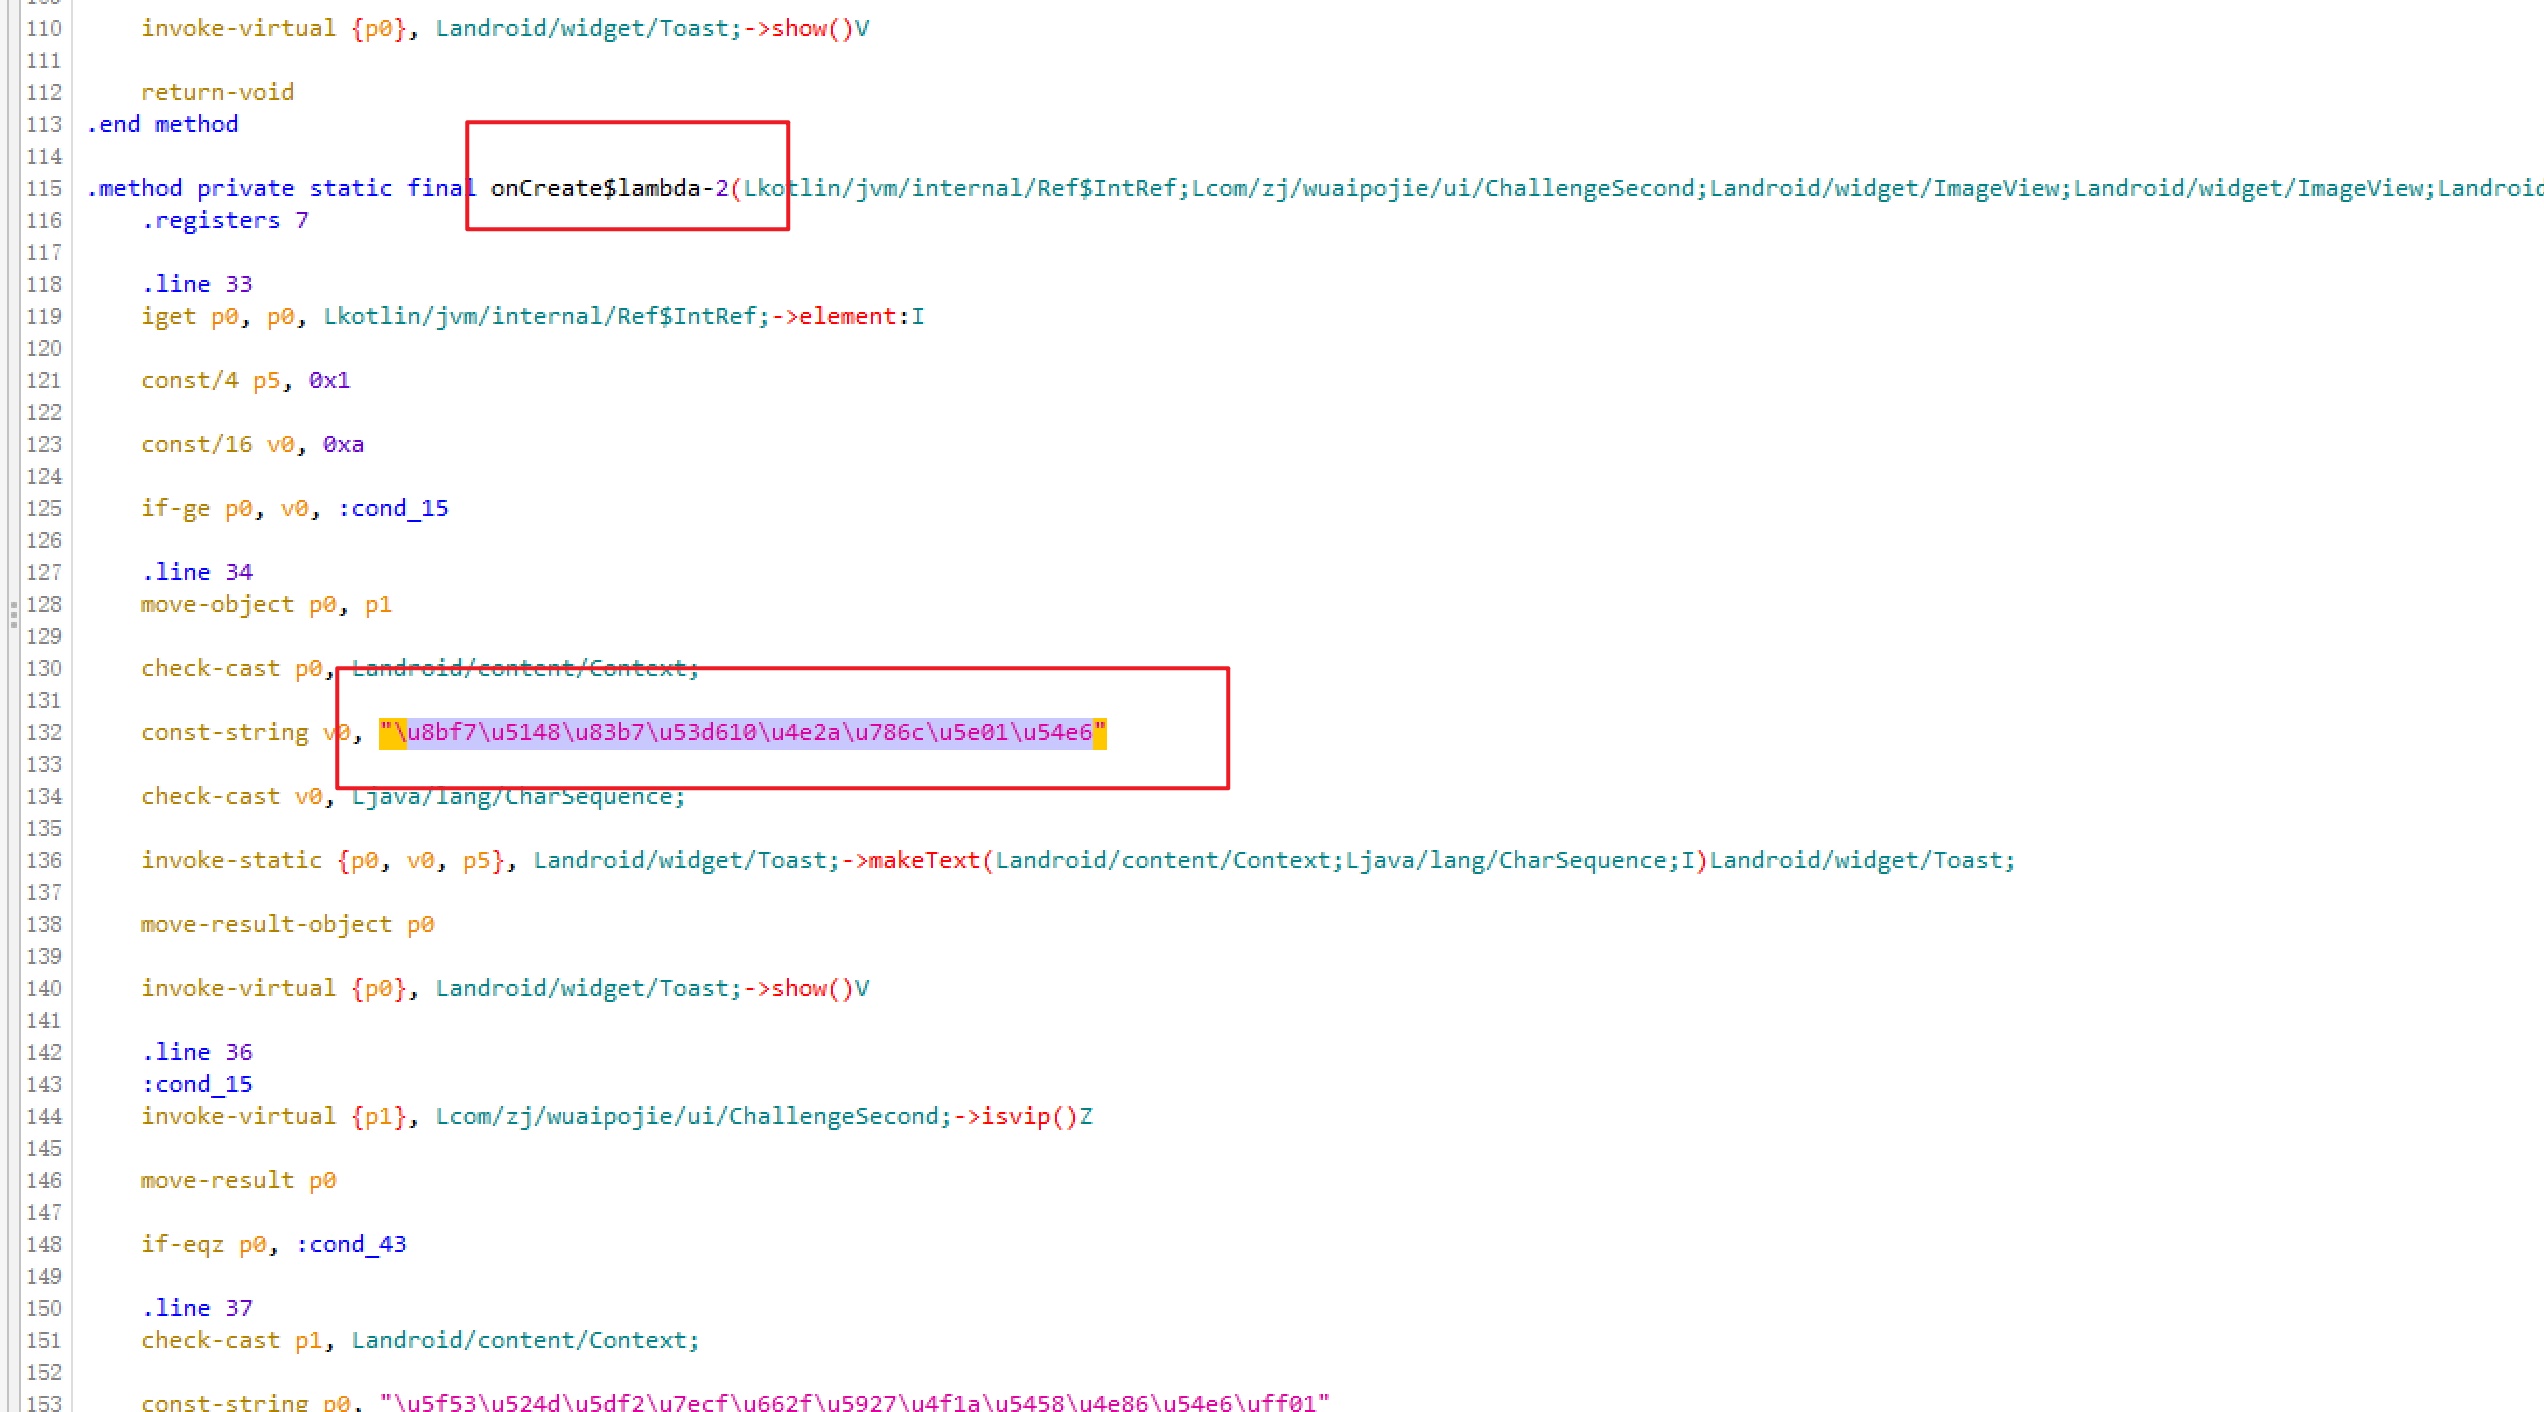 110 invoke-virtual {p0}, Landroid/widget/Toast;->show()V
111
112 return-void
113 .end method
114
115 .method private static final onCreate$lambda-2(Lkotlin/jvm/internal/Ref$IntRef;Lcom/zj/wuaipojie/ui/ChallengeSecond;Landroid/widget/ImageView;Landroid/widget/ImageView;Landroid
116 .registers 7
117
118 .line 33
119 iget p0, p0, Lkotlin/jvm/internal/Ref$IntRef;->element:I
120
121 const/4 p5, 0x1
122
123 const/16 v0, 0xa
124
125 if-ge p0, v0, :cond_15
126
127 .line 34
128 move-object p0, p1
129
130 check-cast p0, Landroid/content/Context;
131
132 const-string v0, "\u8bf7\u5148\u83b7\u53d610\u4e2a\u786c\u5e01\u54e6"
133
134 check-cast v0, Ljava/lang/CharSequence;
135
136 invoke-static {p0, v0, p5}, Landroid/widget/Toast;->makeText(Landroid/content/Context;Ljava/lang/CharSequence;I)Landroid/widget/Toast;
137
138 move-result-object p0
139
140 invoke-virtual {p0}, Landroid/widget/Toast;->show()V
141
142 .line 36
143 :cond_15
144 invoke-virtual {p1}, Lcom/zj/wuaipojie/ui/ChallengeSecond;->isvip()Z
145
146 move-result p0
147
148 if-eqz p0, :cond_43
149
150 .line 37
151 check-cast p1, Landroid/content/Context;
152
153 const-string p0, "\u5f53\u524d\u5df2\u7ecf\u662f\u5927\u4f1a\u5458\u4e86\u54e6\uff01"